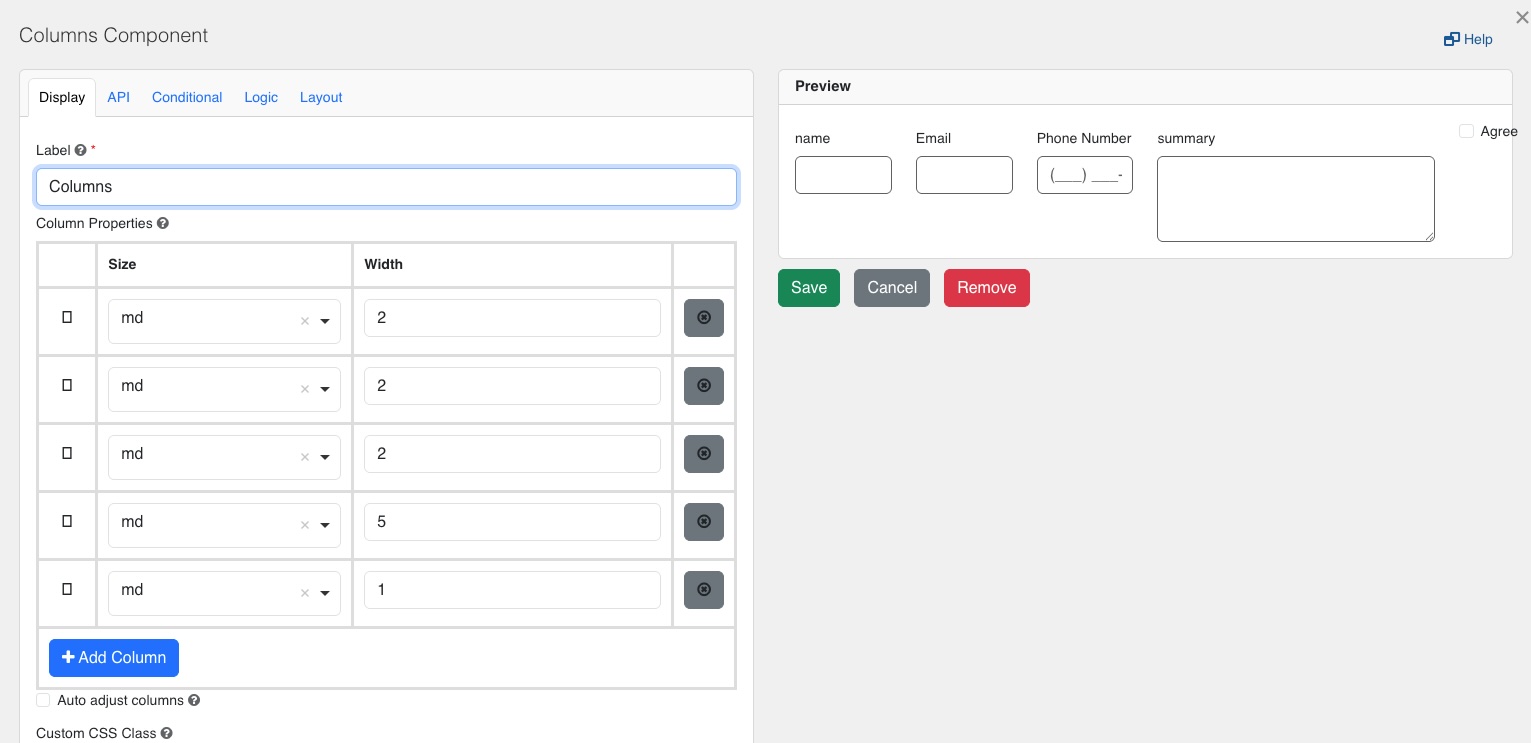 Columns Component
Help
Display API Conditional Logic Layout
Label *
Columns
Column Properties
Size Width
md 2
md 2
md 2
md 5
md 1
Add Column
Auto adjust columns
Custom CSS Class
Preview
name Email Phone Number summary Agree
(___) ___-
Save Cancel Remove